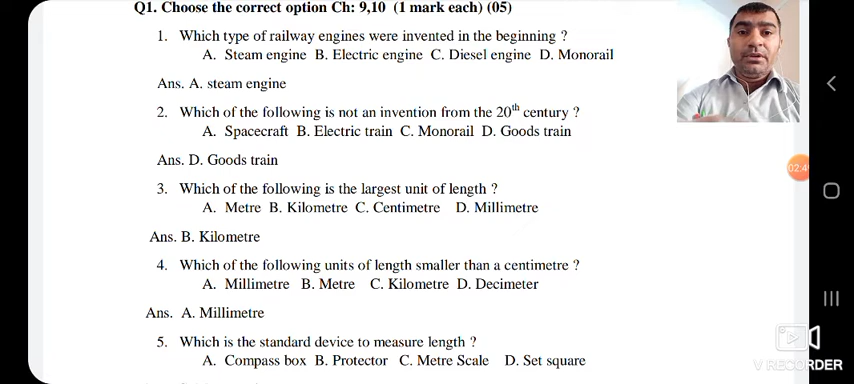 Q1. Choose the correct option Ch: 9,10 (1 mark each) (05)
1. Which type of railway engines were invented in the beginning ?
A. Steam engine B. Electric engine C. Diesel engine D. Monorail
Ans. A. steam engine
2. Which of the following is not an invention from the 20th century ?
A. Spacecraft B. Electric train C. Monorail D. Goods train
Ans. D. Goods train
3. Which of the following is the largest unit of length ?
A. Metre B. Kilometre C. Centimetre D. Millimetre
Ans. B. Kilometre
4. Which of the following units of length smaller than a centimetre ?
A. Millimetre B. Metre C. Kilometre D. Decimeter
Ans. A. Millimetre
5. Which is the standard device to measure length ?
A. Compass box B. Protector C. Metre Scale D. Set square
V RECORDER